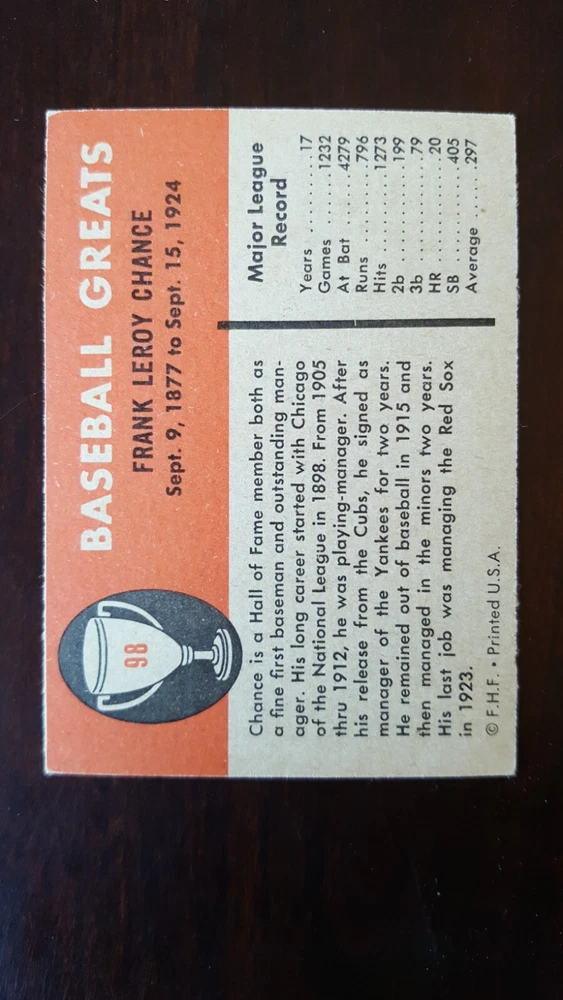 98
BASEBALL GREATS
FRANK LEROY CHANCE
Sept. 9, 1877 to Sept. 15, 1924
Chance is a Hall of Fame member both as
a fine first baseman and outstanding man-
ager. His long career started with Chicago
of the National League in 1898. From 1905
thru 1912, he was playing-manager. After
his release from the Cubs, he signed as
manager of the Yankees for two years.
He remained out of baseball in 1915 and
then managed in the minors two years.
His last job was managing the Red Sox
in 1923.
© F.H.F. • Printed U.S.A.
Major League
Record
Years ........17
Games ......1232
At Bat .....4279
Runs ........796
Hits .......1273
2b ..........199
3b ...........79
HR ...........20
SB ..........405
Average .....297